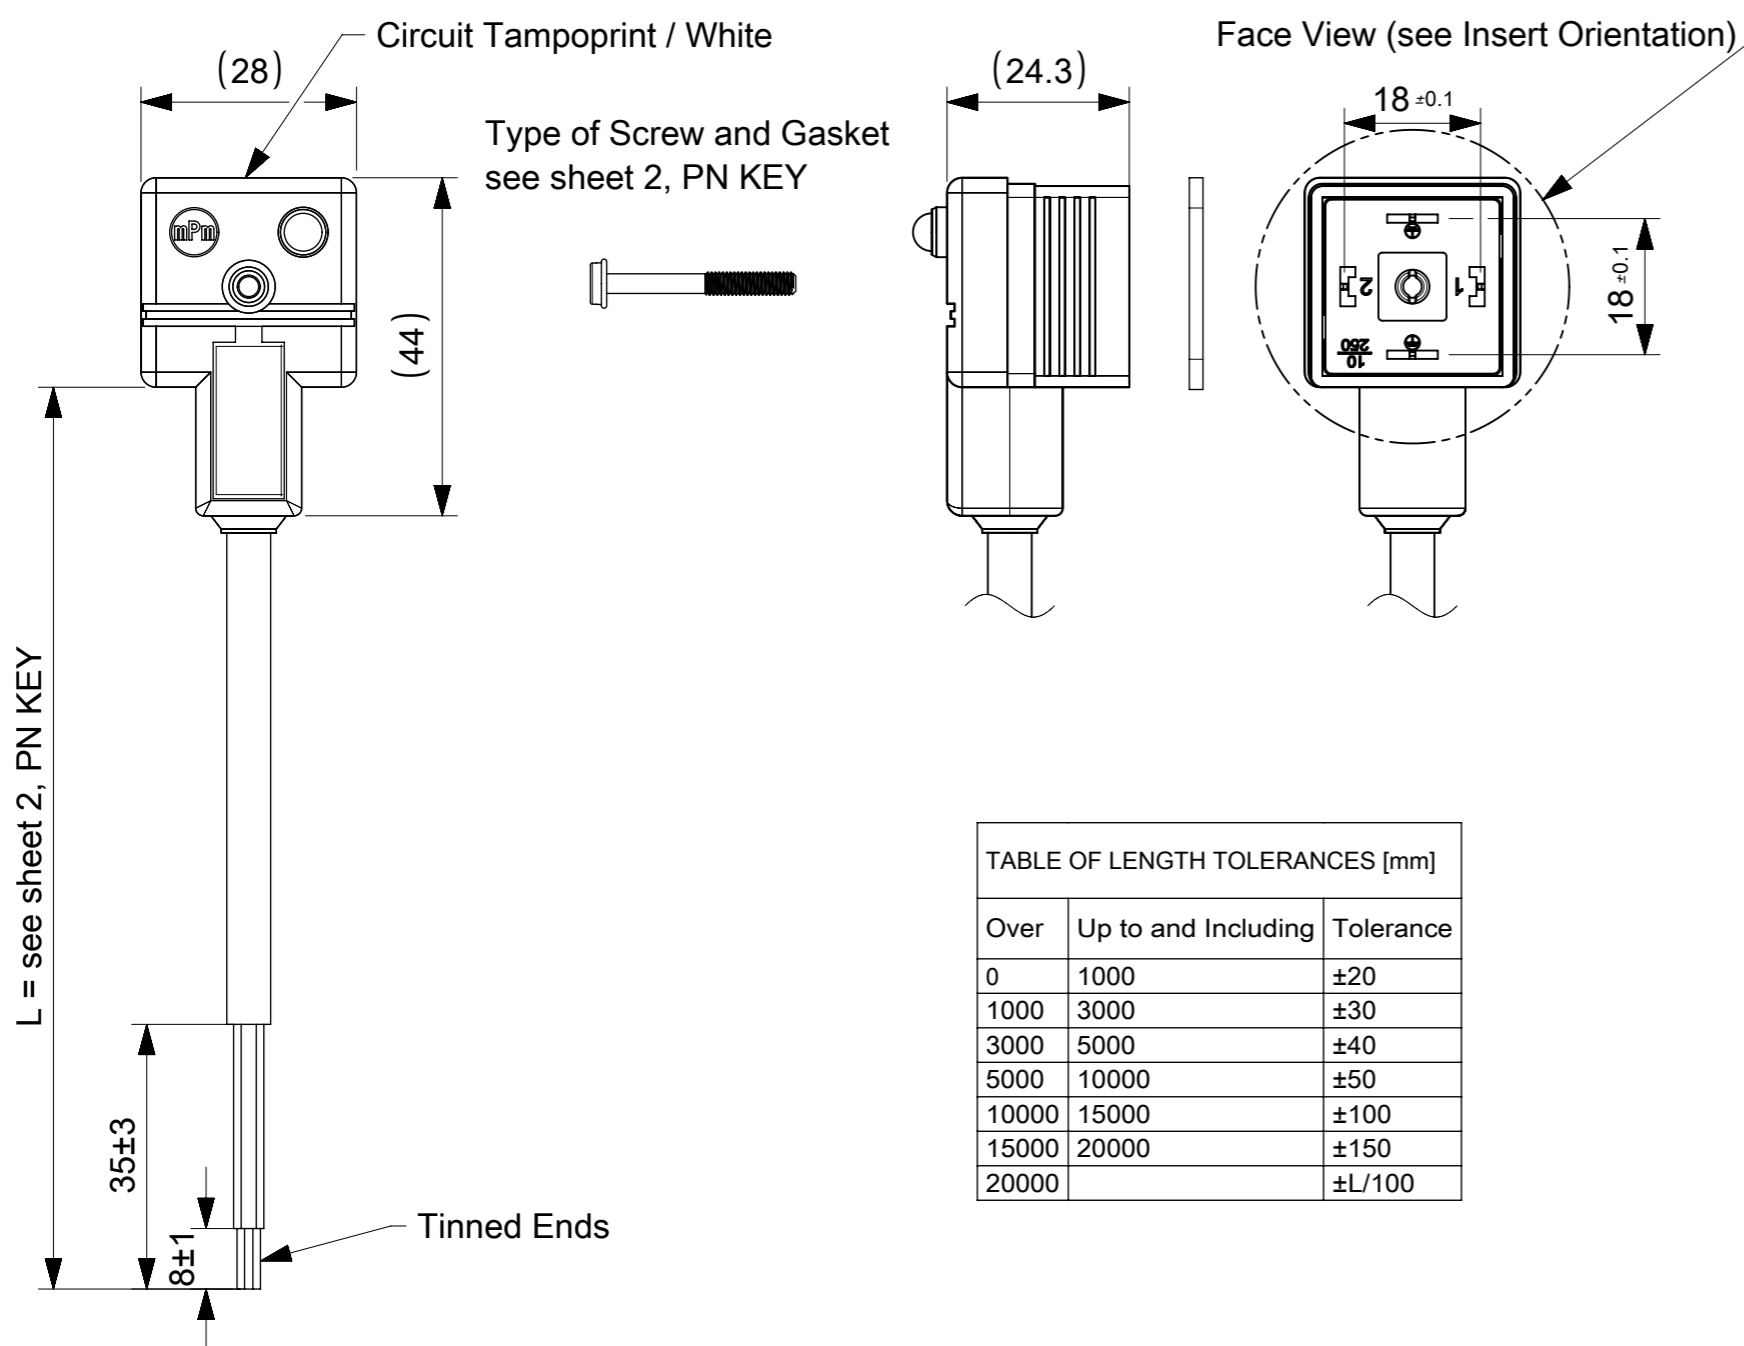 Circuit Tampoprint / White
(28)
Type of Screw and Gasket
see sheet 2, PN KEY
(24.3)
Face View (see Insert Orientation)
18 ±0.1
18 ±0.1
mPm
(44)
2
1
10
250
L = see sheet 2, PN KEY
35±3
8±1
Tinned Ends
TABLE OF LENGTH TOLERANCES [mm]
Over Up to and Including Tolerance
0 1000 ±20
1000 3000 ±30
3000 5000 ±40
5000 10000 ±50
10000 15000 ±100
15000 20000 ±150
20000 ±L/100